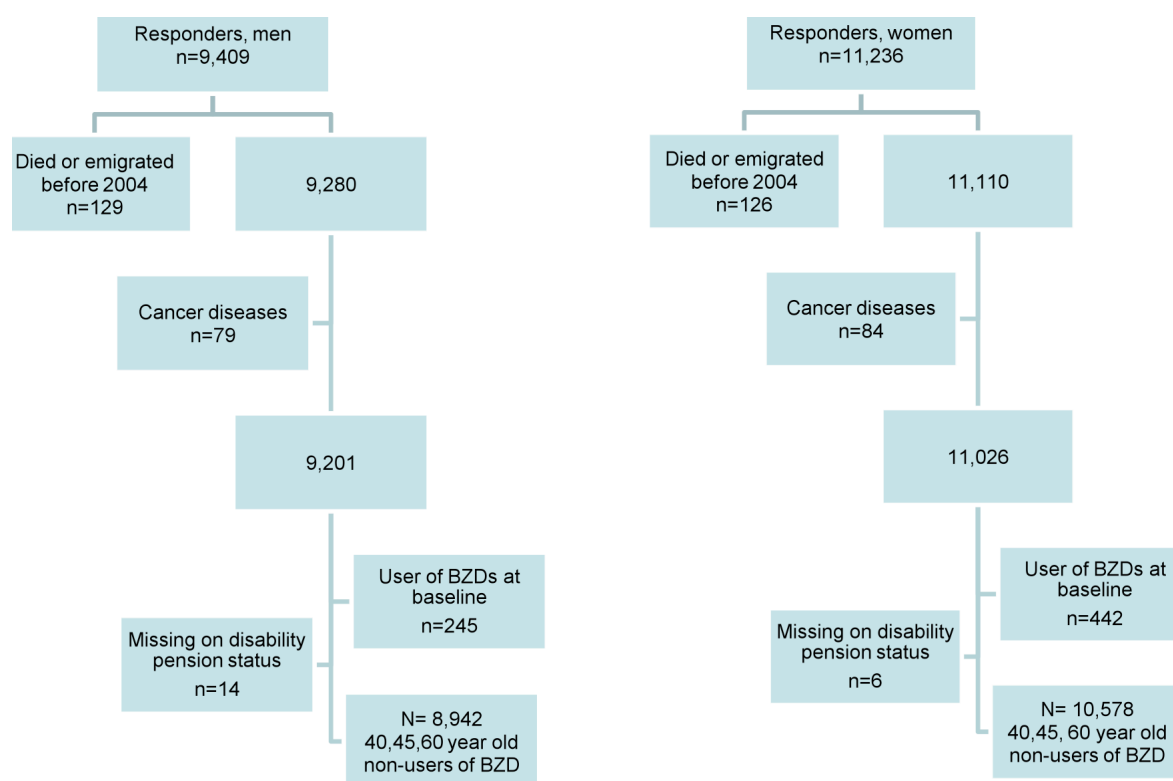 Responders, men
n=9,409
Died or emigrated
before 2004
n=129
9,280
Cancer diseases
n=79
9,201
User of BZDs at
baseline
n=245
Missing on disability
pension status
n=14
N= 8,942
40,45,60 year old
non-users of BZD
Responders, women
n=11,236
Died or emigrated
before 2004
n=126
11,110
Cancer diseases
n=84
11,026
User of BZDs at
baseline
n=442
Missing on disability
pension status
n=6
N= 10,578
40,45, 60 year old
non-users of BZD